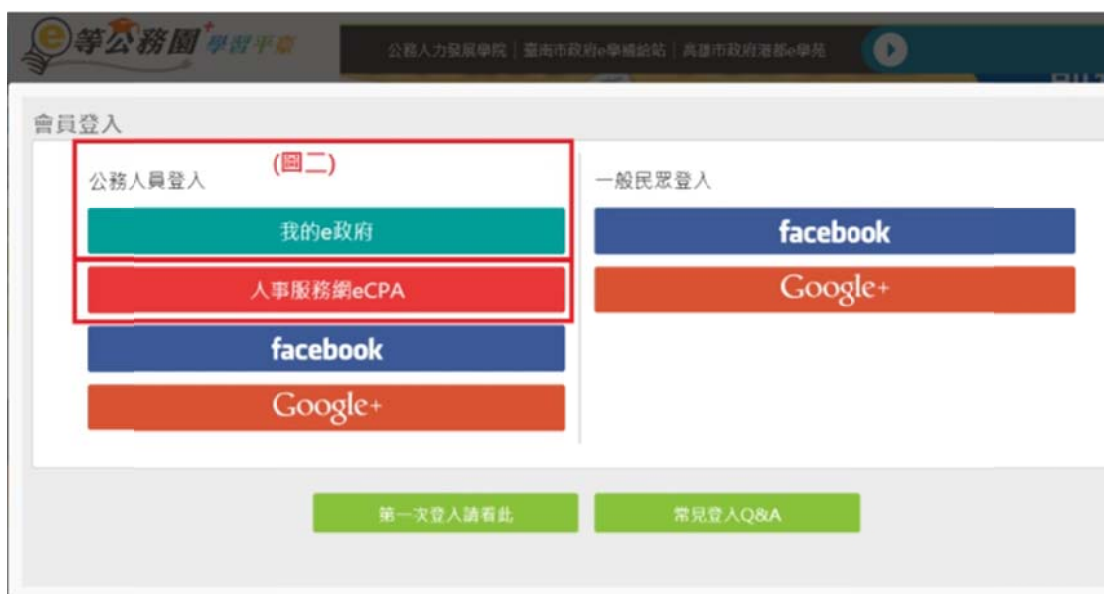 e等公務園+學習平臺
公務人力發展學院｜臺南市政府e學補給站｜高雄市政府港都e學苑
會員登入
(圖二)
公務人員登入
我的e政府
人事服務網eCPA
facebook
Google+
一般民眾登入
facebook
Google+
第一次登入請看此
常見登入Q&A